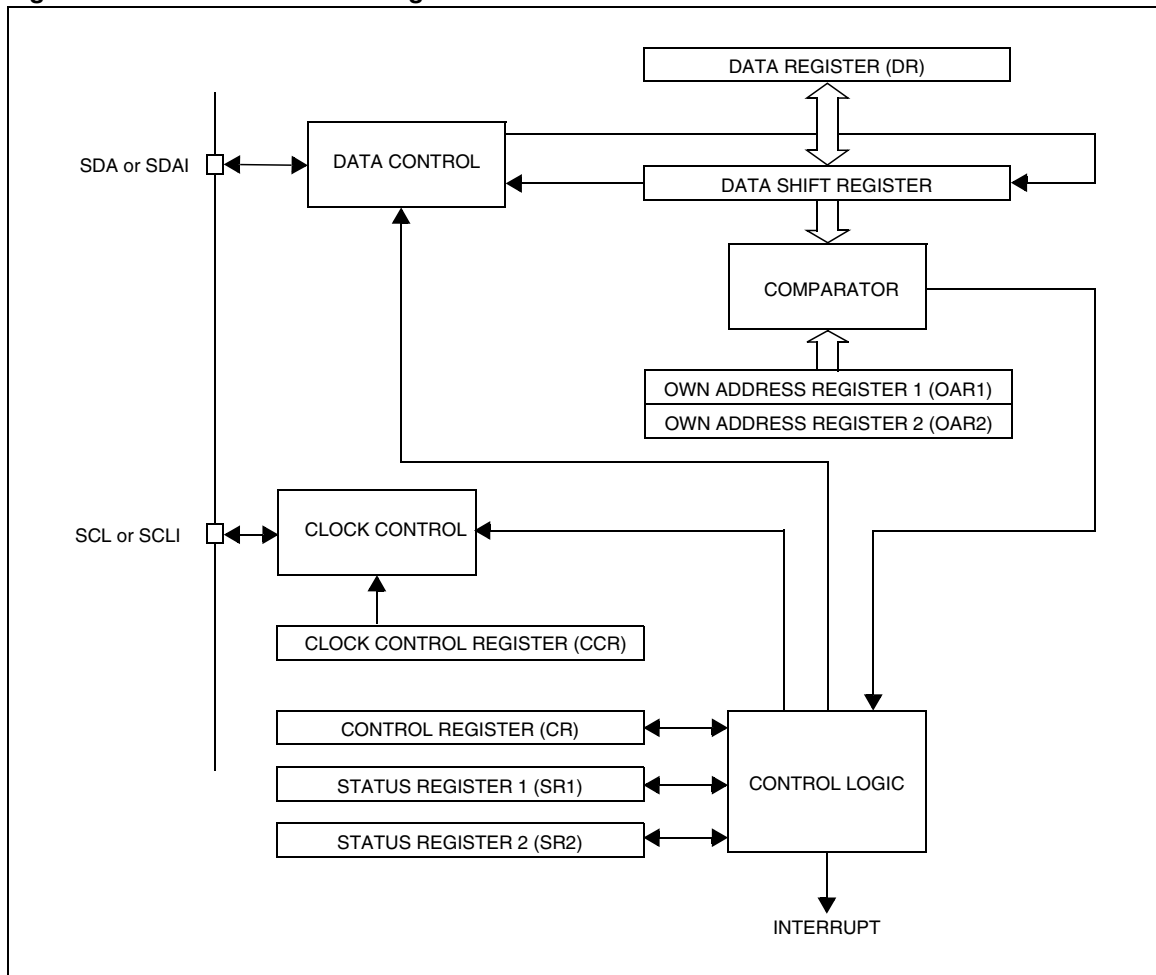 DATA REGISTER (DR)
SDA or SDAI
DATA CONTROL
DATA SHIFT REGISTER
COMPARATOR
OWN ADDRESS REGISTER 1 (OAR1)
OWN ADDRESS REGISTER 2 (OAR2)
SCL or SCLI
CLOCK CONTROL
CLOCK CONTROL REGISTER (CCR)
CONTROL REGISTER (CR)
STATUS REGISTER 1 (SR1)
CONTROL LOGIC
STATUS REGISTER 2 (SR2)
INTERRUPT